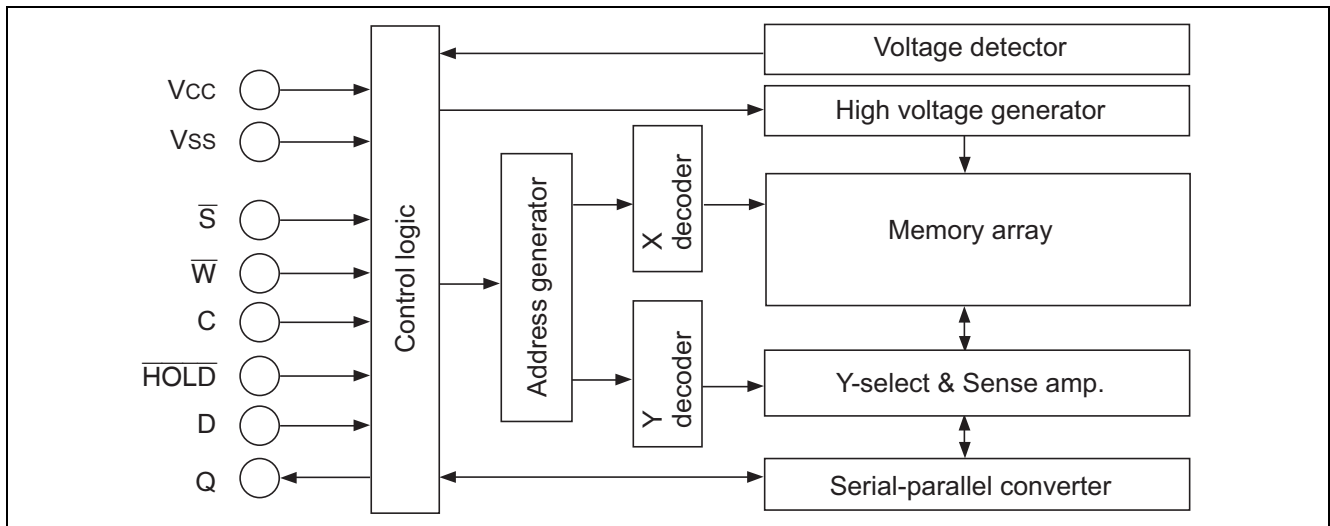 Voltage detector
Vcc
High voltage generator
Vss
S̅
W̅
C
H̅O̅L̅D̅
D
Q
Control logic
Address generator
X
decoder
Y
decoder
Memory array
Y-select & Sense amp.
Serial-parallel converter